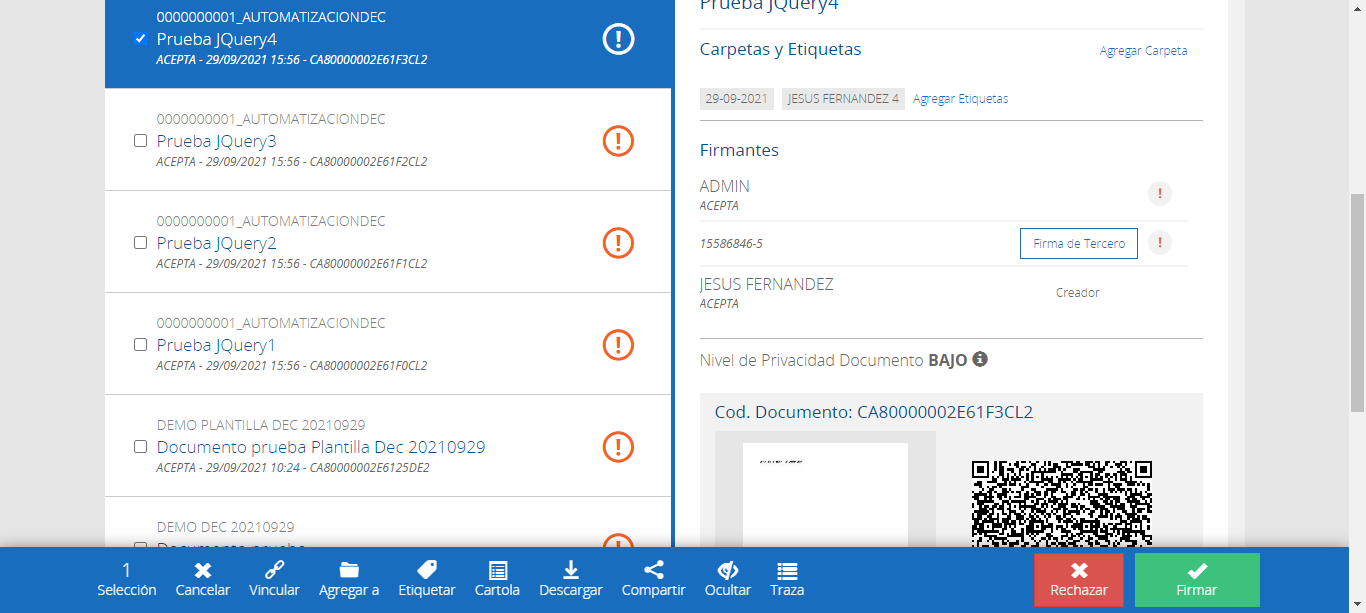 0000000001_AUTOMATIZACIONDEC
Prueba JQuery4
ACEPTA - 29/09/2021 15:56 - CA80000002E61F3CL2
0000000001_AUTOMATIZACIONDEC
Prueba JQuery3
ACEPTA - 29/09/2021 15:56 - CA80000002E61F2CL2
0000000001_AUTOMATIZACIONDEC
Prueba JQuery2
ACEPTA - 29/09/2021 15:56 - CA80000002E61F1CL2
0000000001_AUTOMATIZACIONDEC
Prueba JQuery1
ACEPTA - 29/09/2021 15:56 - CA80000002E61F0CL2
DEMO PLANTILLA DEC 20210929
Documento prueba Plantilla Dec 20210929
ACEPTA - 29/09/2021 10:24 - CA80000002E6125DE2
DEMO DEC 20210929
Documento prueba
Prueba JQuery4
Carpetas y Etiquetas Agregar Carpeta
29-09-2021 JESUS FERNANDEZ 4 Agregar Etiquetas
Firmantes
ADMIN
ACEPTA
15586846-5 Firma de Tercero
JESUS FERNANDEZ
ACEPTA
Creador
Nivel de Privacidad Documento BAJO
Cod. Documento: CA80000002E61F3CL2
1
Selección Cancelar Vincular Agregar a Etiquetar Cartola Descargar Compartir Ocultar Traza Rechazar Firmar